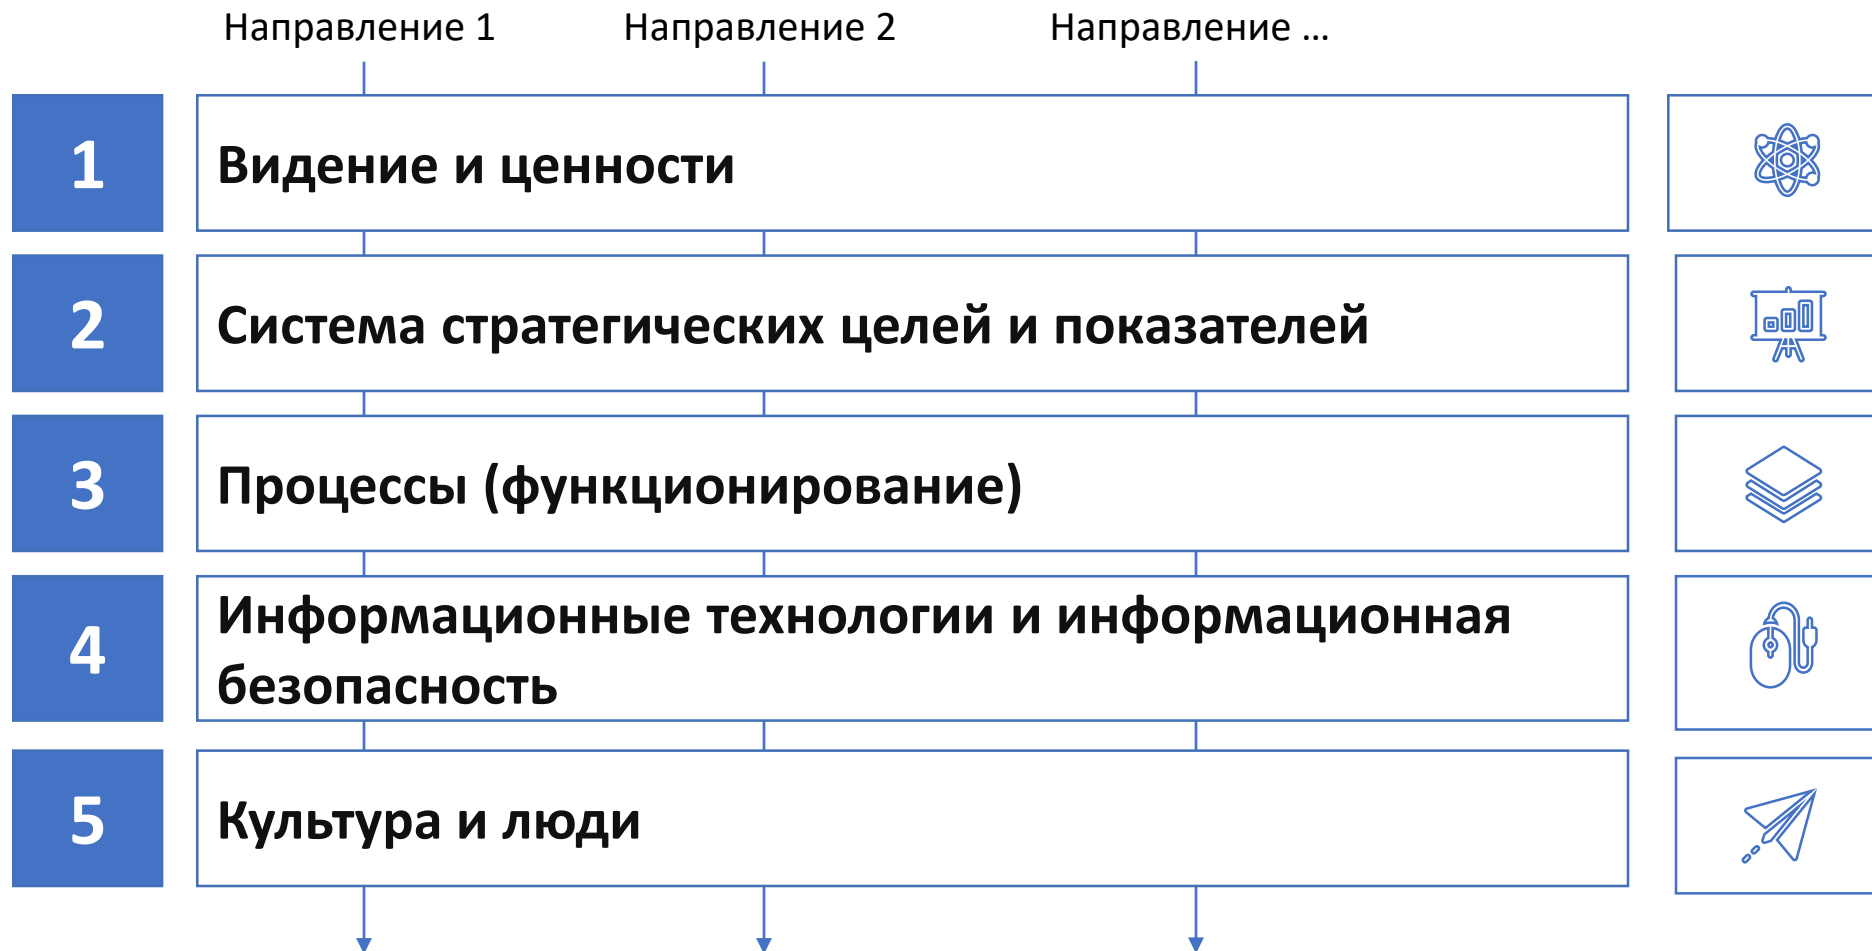 Направление 1 Направление 2 Направление ...
1 Видение и ценности
2 Система стратегических целей и показателей
3 Процессы (функционирование)
4 Информационные технологии и информационная
безопасность
5 Культура и люди